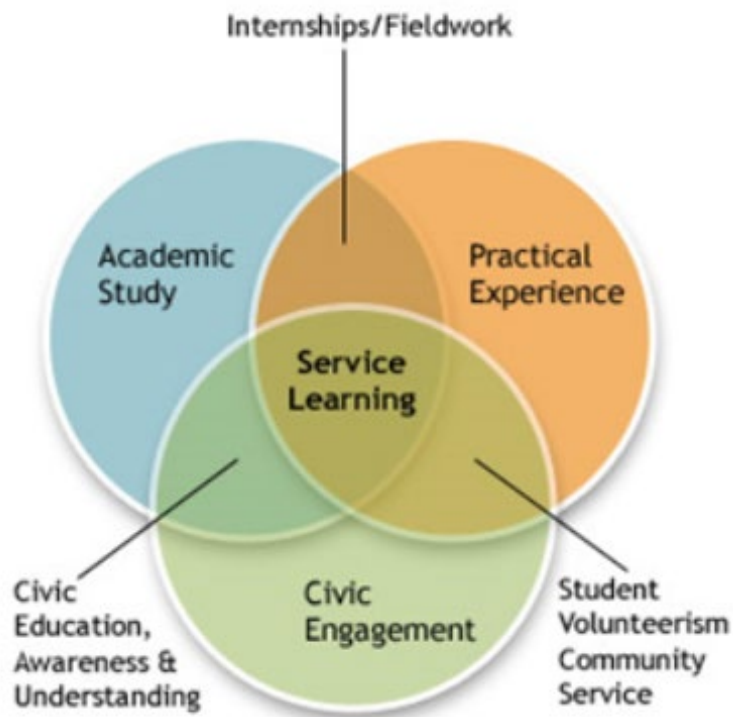 Internships/Fieldwork
Academic
Study
Practical
Experience
Service
Learning
Civic
Education,
Awareness &
Understanding
Civic
Engagement
Student
Volunteerism
Community
Service